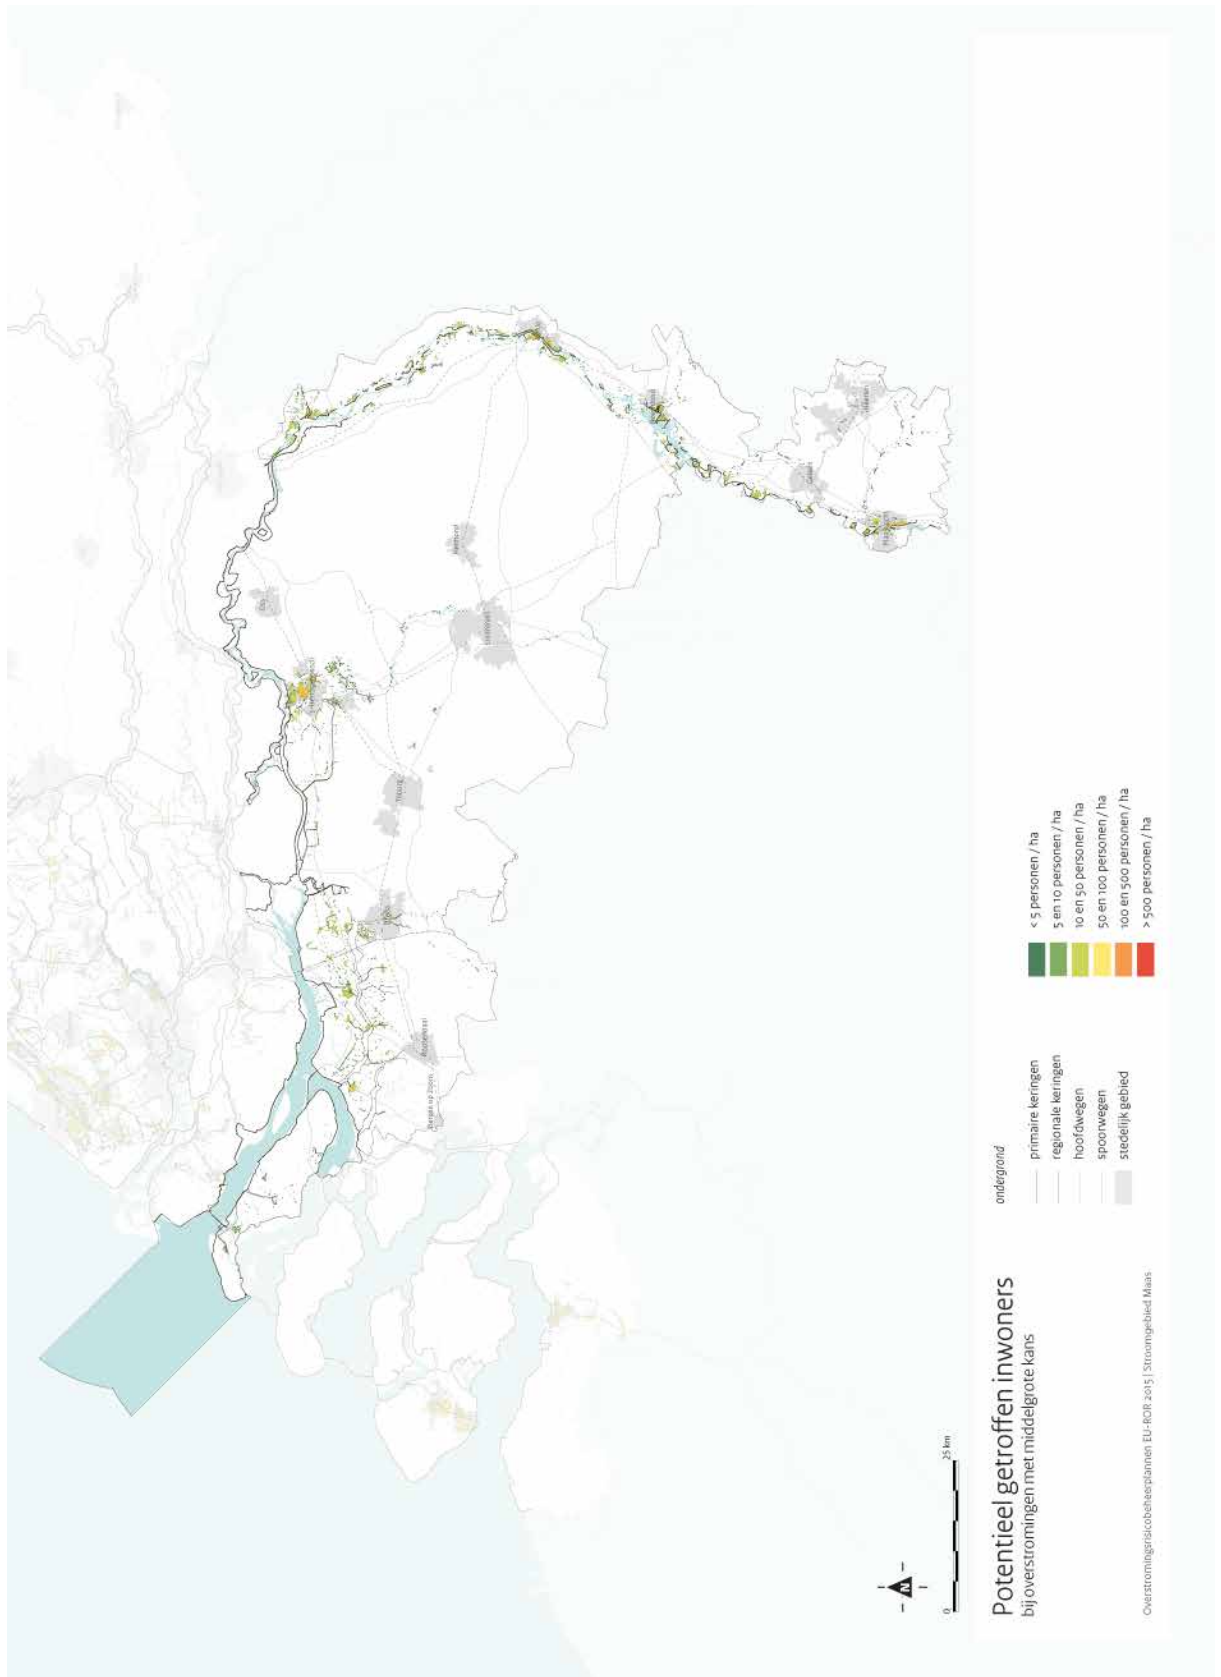 Potentieel getroffen inwoners
bij overstromingen met middelgrote kans
Overstromingsrisicobeheerplannen EU-ROR 2015 | Stroomgebied Maas
ondergrond
primaire keringen
regionale keringen
hoofdwegen
spoorwegen
stedelijk gebied
< 5 personen / ha
5 en 10 personen / ha
10 en 50 personen / ha
50 en 100 personen / ha
100 en 500 personen / ha
> 500 personen / ha
N
0
25 km
Bergen op Zoom
Roosendaal
Breda
Tilburg
Oss
Eindhoven
Helmond